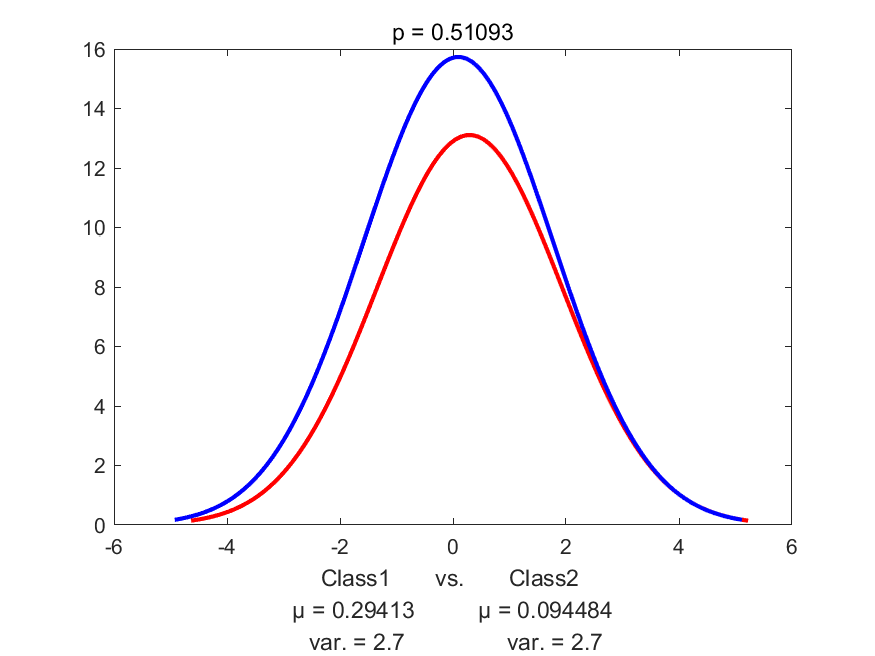 p = 0.51093
16
14
12
10
8
6
4
2
0
-6 -4 -2 0 2 4 6
Class1 vs. Class2
μ = 0.29413 μ = 0.094484
var. = 2.7 var. = 2.7